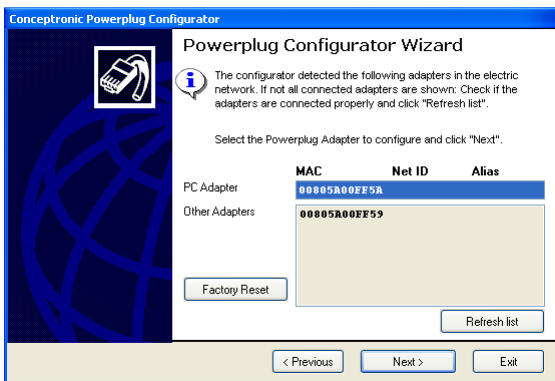 Conceptronic Powerplug Configurator
Powerplug Configurator Wizard
The configurator detected the following adapters in the electric
network. If not all connected adapters are shown: Check if the
adapters are connected properly and click "Refresh list".
Select the Powerplug Adapter to configure and click "Next".
MAC Net ID Alias
PC Adapter 00805A00FF5A
Other Adapters 00805A00FF59
Factory Reset
Refresh list
< Previous Next > Exit